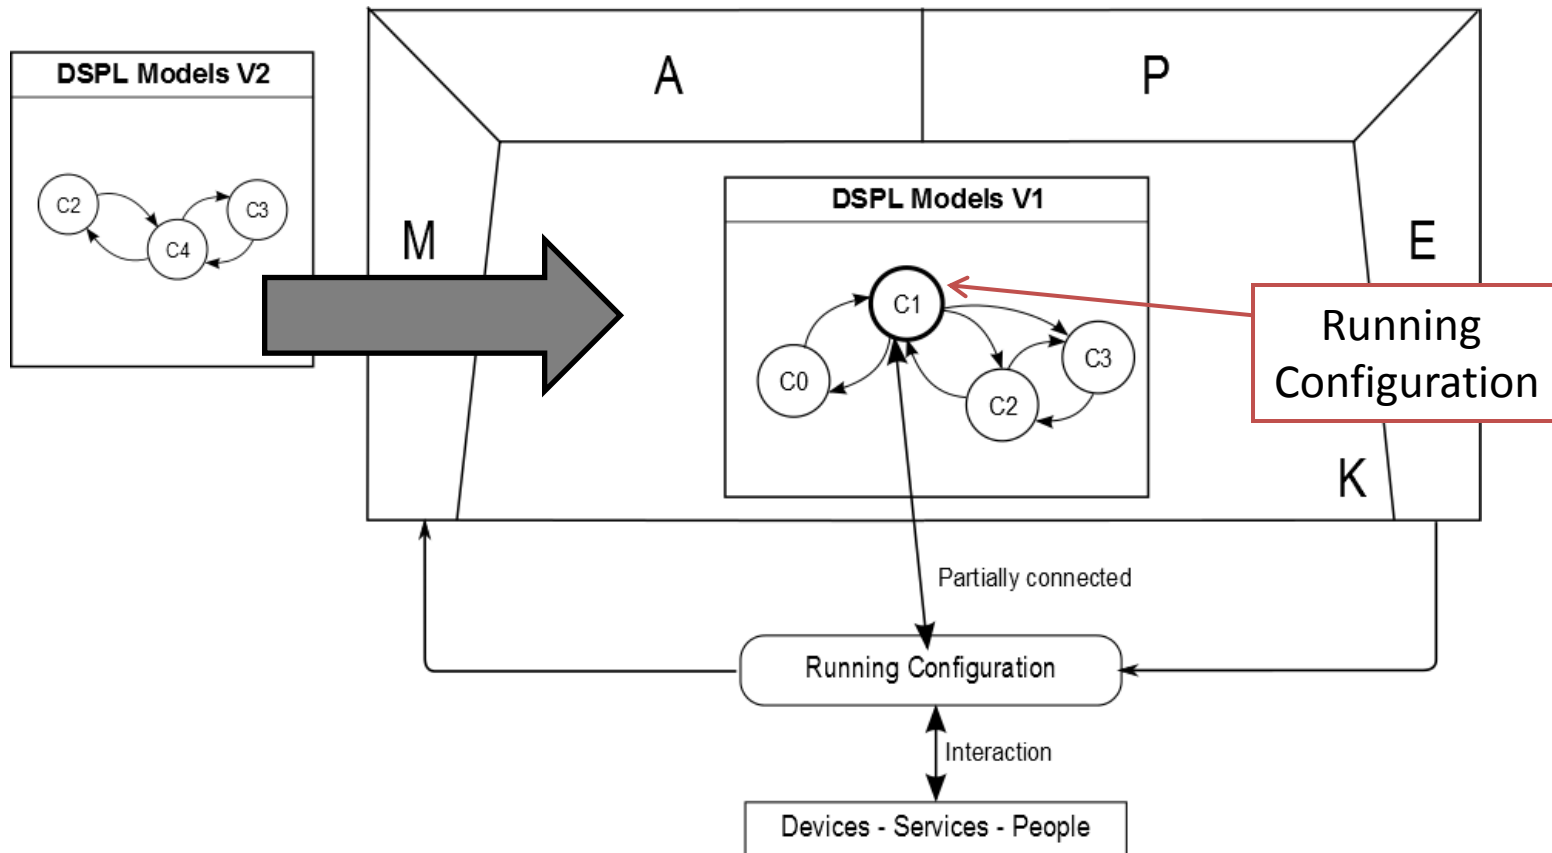 DSPL Models V2
C2
C3
C4
A
P
M
E
K
DSPL Models V1
C1
C0
C3
C2
Running
Configuration
Partially connected
Running Configuration
Interaction
Devices - Services - People